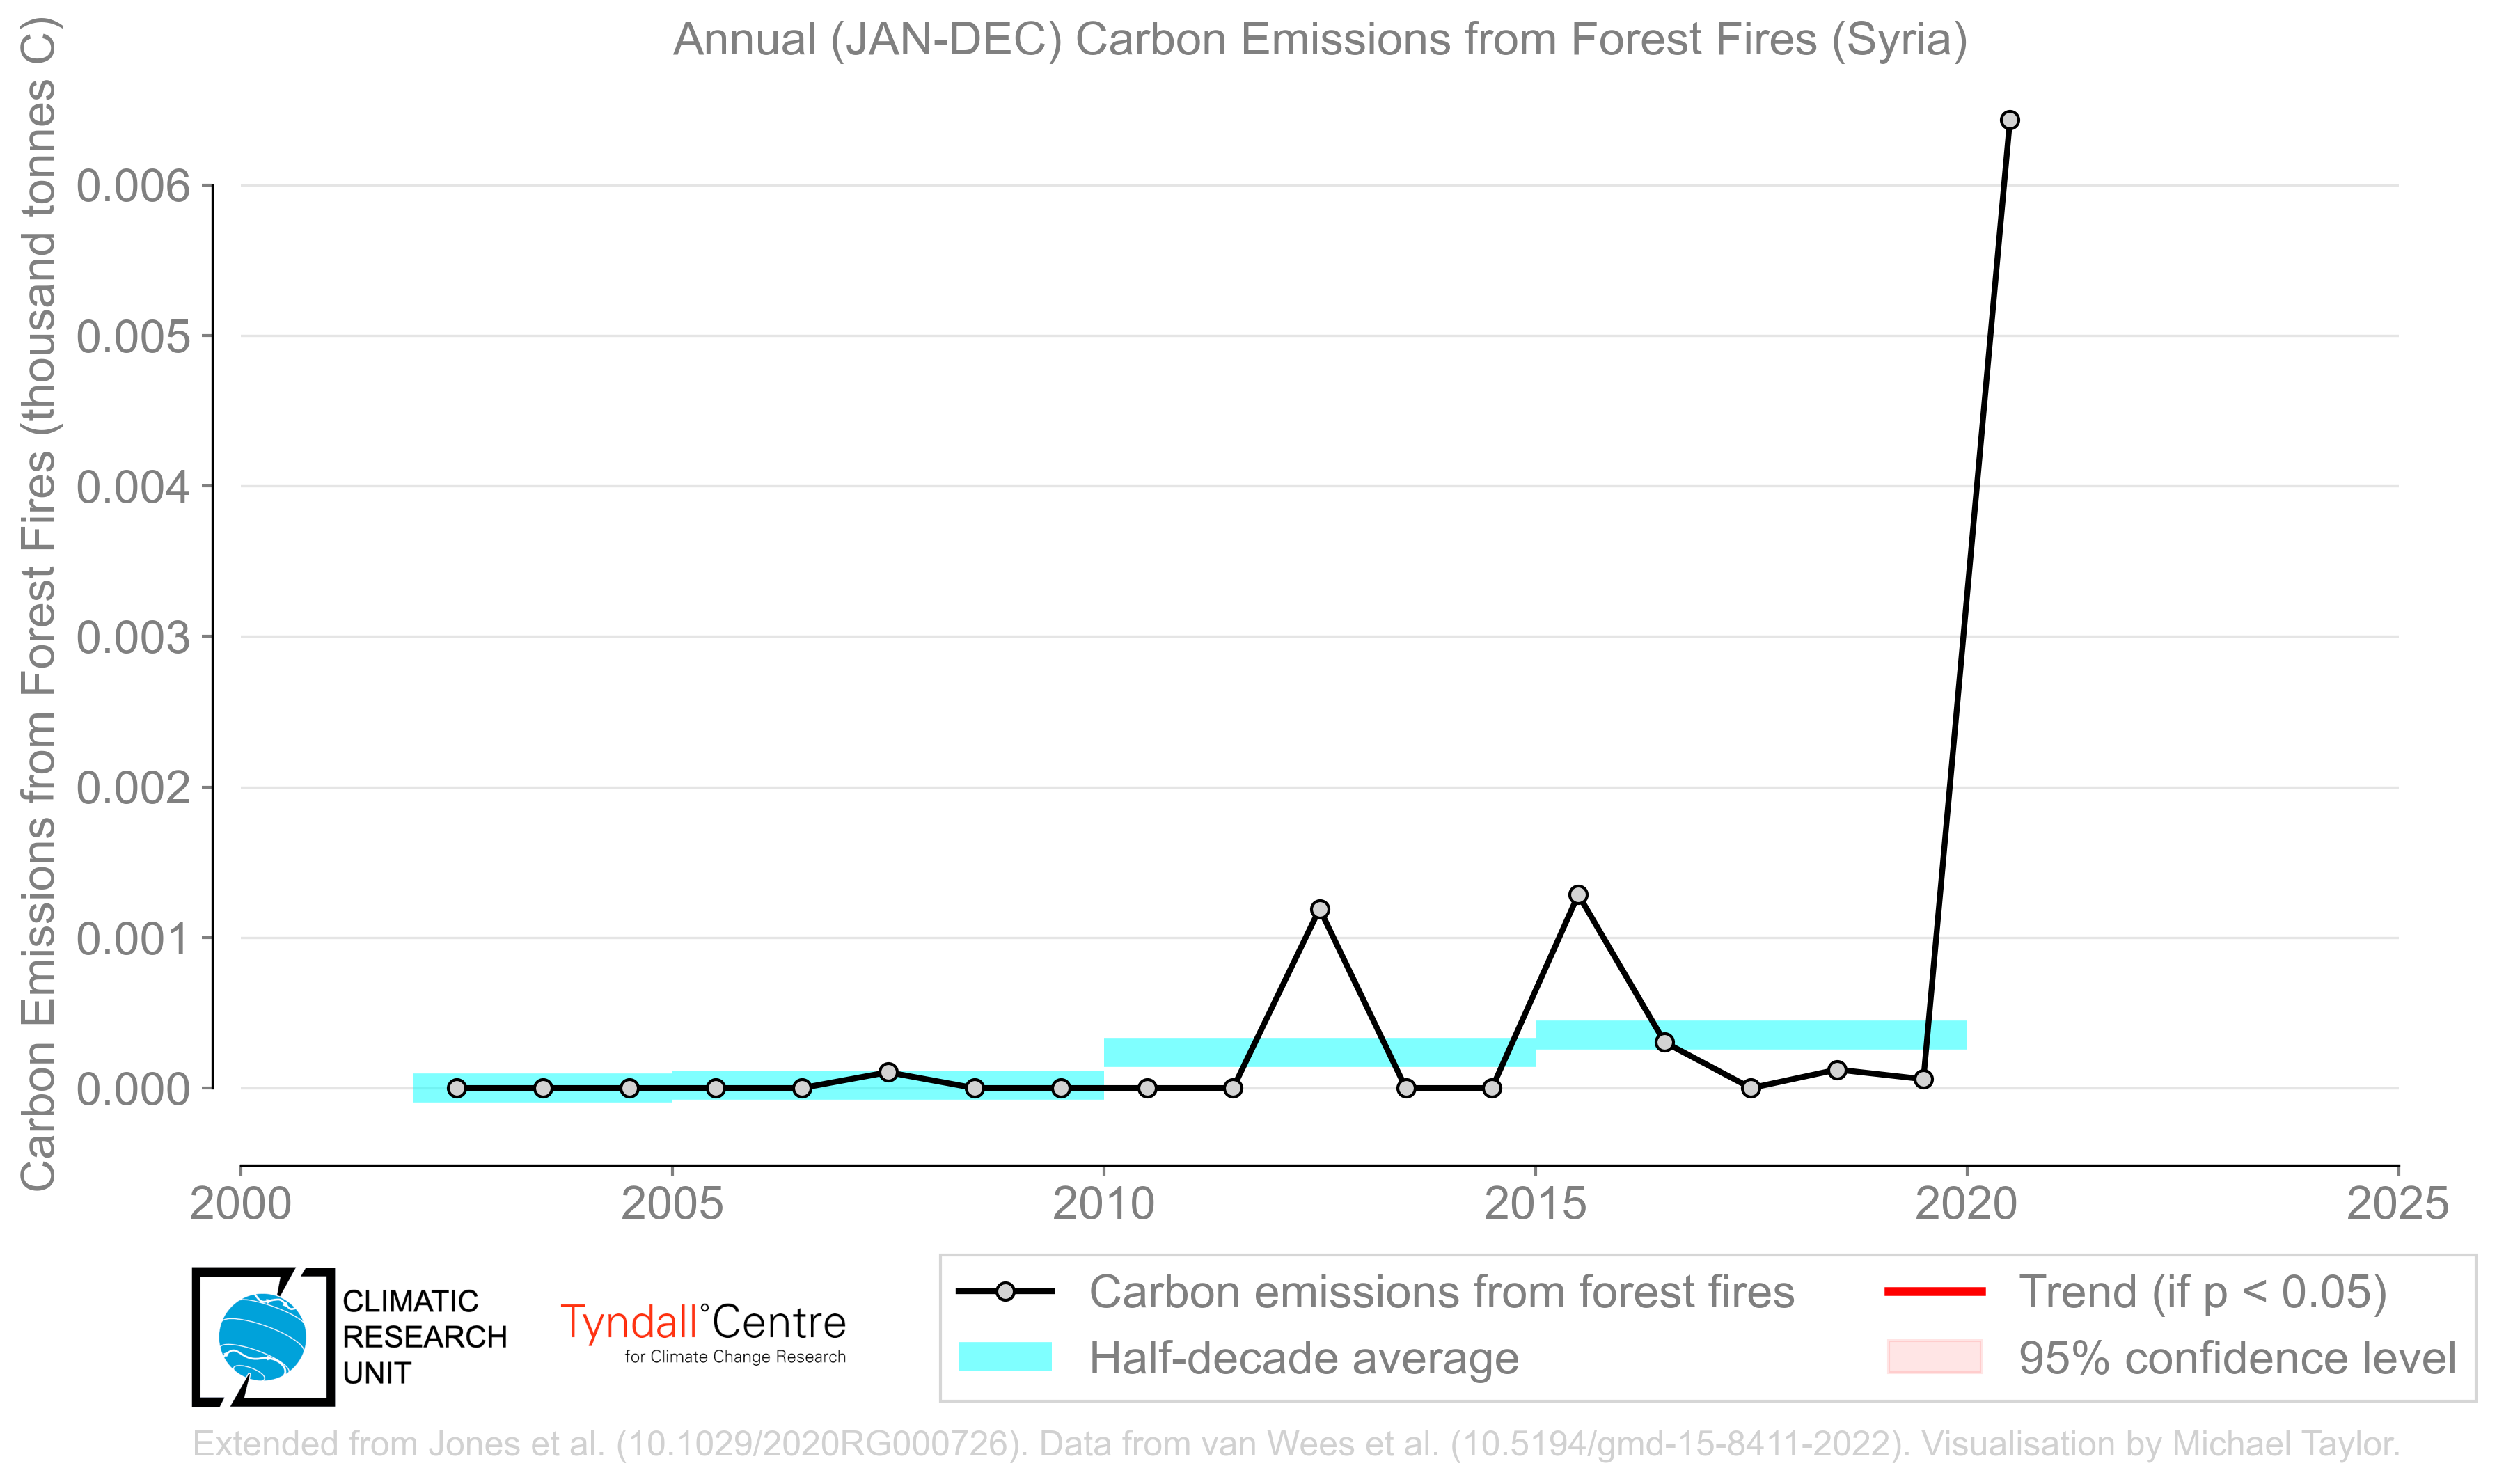 Annual (JAN-DEC) Carbon Emissions from Forest Fires (Syria)
Carbon Emissions from Forest Fires (thousand tonnes C)
0.006
0.005
0.004
0.003
0.002
0.001
0.000
2000 2005 2010 2015 2020 2025
CLIMATIC
RESEARCH
UNIT
Tyndall°Centre
for Climate Change Research
Carbon emissions from forest fires
Half-decade average
Trend (if p < 0.05)
95% confidence level
Extended from Jones et al. (10.1029/2020RG000726). Data from van Wees et al. (10.5194/gmd-15-8411-2022). Visualisation by Michael Taylor.